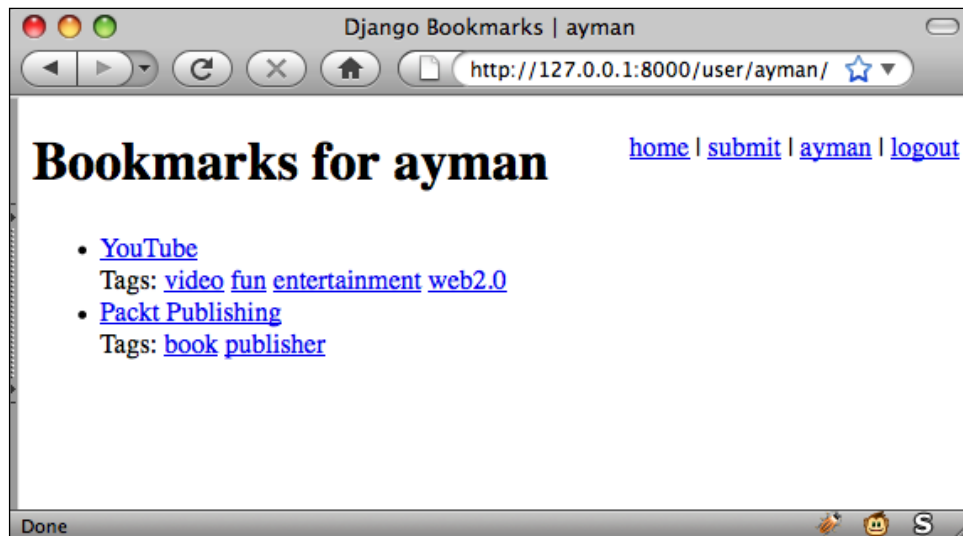 Django Bookmarks | ayman
http://127.0.0.1:8000/user/ayman/
Bookmarks for ayman
home | submit | ayman | logout
• YouTube
Tags: video fun entertainment web2.0
• Packt Publishing
Tags: book publisher
Done
S